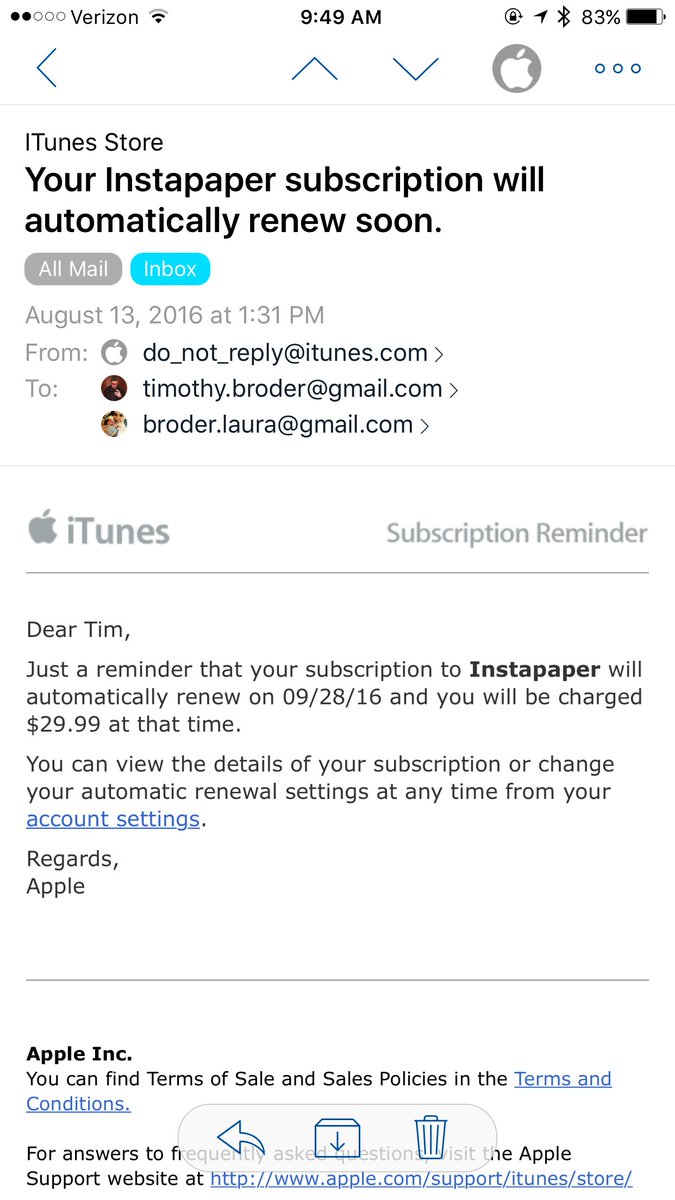 Verizon 9:49 AM 83%
ITunes Store
Your Instapaper subscription will
automatically renew soon.
All Mail Inbox
August 13, 2016 at 1:31 PM
From: do_not_reply@itunes.com
To: timothy.broder@gmail.com
broder.laura@gmail.com
iTunes Subscription Reminder
Dear Tim,
Just a reminder that your subscription to Instapaper will
automatically renew on 09/28/16 and you will be charged
$29.99 at that time.
You can view the details of your subscription or change
your automatic renewal settings at any time from your
account settings.
Regards,
Apple
Apple Inc.
You can find Terms of Sale and Sales Policies in the Terms and
Conditions.
For answers to frequently asked questions, visit the Apple
Support website at http://www.apple.com/support/itunes/store/